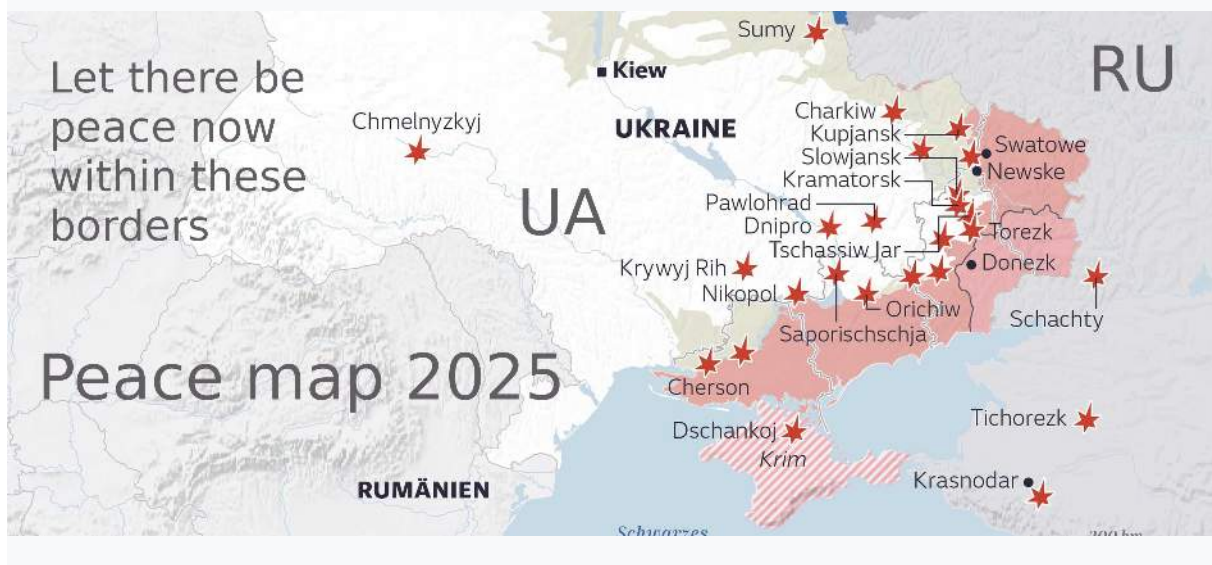 Let there be
peace now
within these
borders
Peace map 2025
UA
RU
Sumy
Kiew
UKRAINE
Chmelnyzkyj
Charkiw
Kupjansk
Slowjansk
Kramatorsk
Swatowe
Newske
Pawlohrad
Dnipro
Tschassiw Jar
Torezk
Donezk
Krywyj Rih
Nikopol
Orichiw
Saporischschja
Schachty
Cherson
Dschankoj
Krim
Tichorezk
Krasnodar
RUMÄNIEN
Schwarzes
200 km